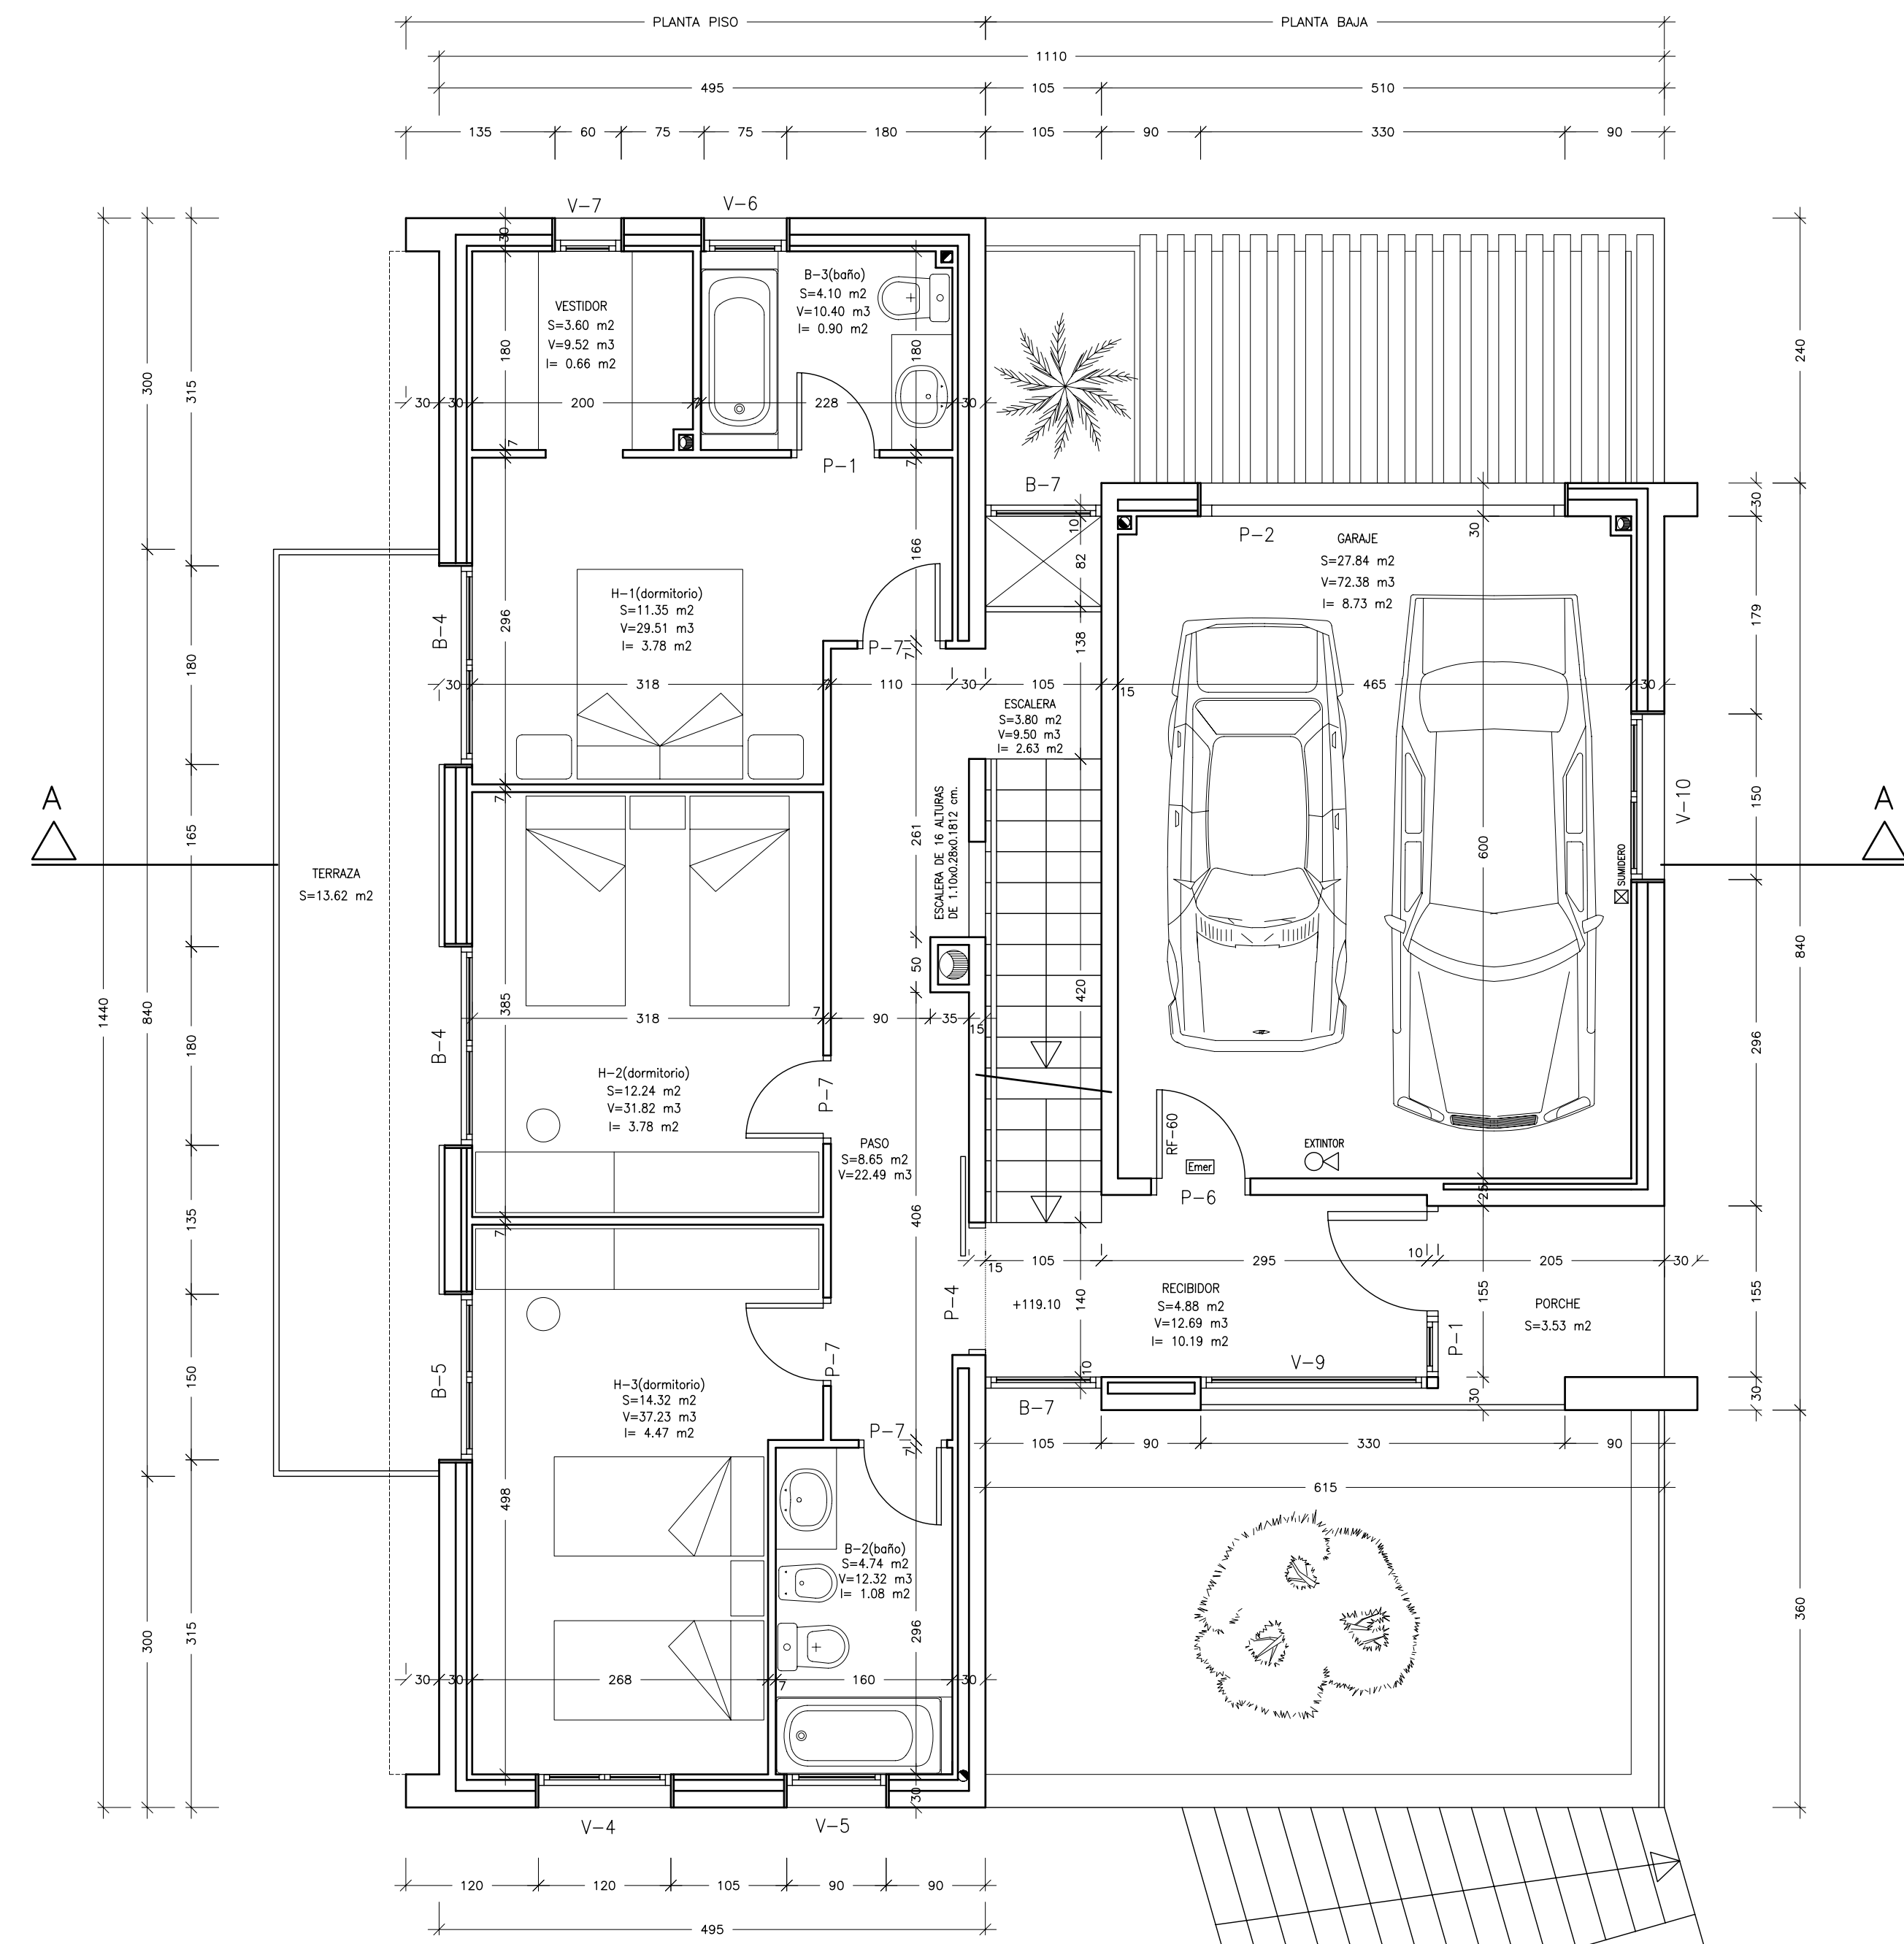 PLANTA PISO
PLANTA BAJA
1110
495
105
510
135
60
75
75
180
105
90
330
90
V-7
V-6
30
B-3(baño)
S=4.10 m2
V=10.40 m3
I= 0.90 m2
VESTIDOR
S=3.60 m2
V=9.52 m3
I= 0.66 m2
180
180
240
300
315
30
30
200
7
228
30
7
P-1
7
B-7
10
30
P-2
30
GARAJE
S=27.84 m2
V=72.38 m3
I= 8.73 m2
166
82
H-1(dormitorio)
S=11.35 m2
V=29.51 m3
I= 3.78 m2
296
179
B-4
P-7
7
138
180
30
318
7
110
30
105
15
465
30
ESCALERA
S=3.80 m2
V=9.50 m3
I= 2.63 m2
A
A
7
150
V-10
165
261
ESCALERA DE 16 ALTURAS
DE 1.10x0.28x0.1812 cm.
600
SUMIDERO
TERRAZA
S=13.62 m2
840
50
420
1440
840
385
318
7
90
35
15
B-4
180
296
H-2(dormitorio)
S=12.24 m2
V=31.82 m3
I= 3.78 m2
P-7
PASO
S=8.65 m2
V=22.49 m3
RF-60
Emer
EXTINTOR
P-6
25
135
7
406
15
105
295
10
205
30
P-4
+119.10
140
RECIBIDOR
S=4.88 m2
V=12.69 m3
I= 10.19 m2
155
PORCHE
S=3.53 m2
155
P-7
P-1
V-9
10
150
B-5
H-3(dormitorio)
S=14.32 m2
V=37.23 m3
I= 4.47 m2
30
30
B-7
P-7
7
105
90
330
90
615
498
B-2(baño)
S=4.74 m2
V=12.32 m3
I= 1.08 m2
300
315
296
360
30
30
268
7
160
30
30
V-4
V-5
120
120
105
90
90
495